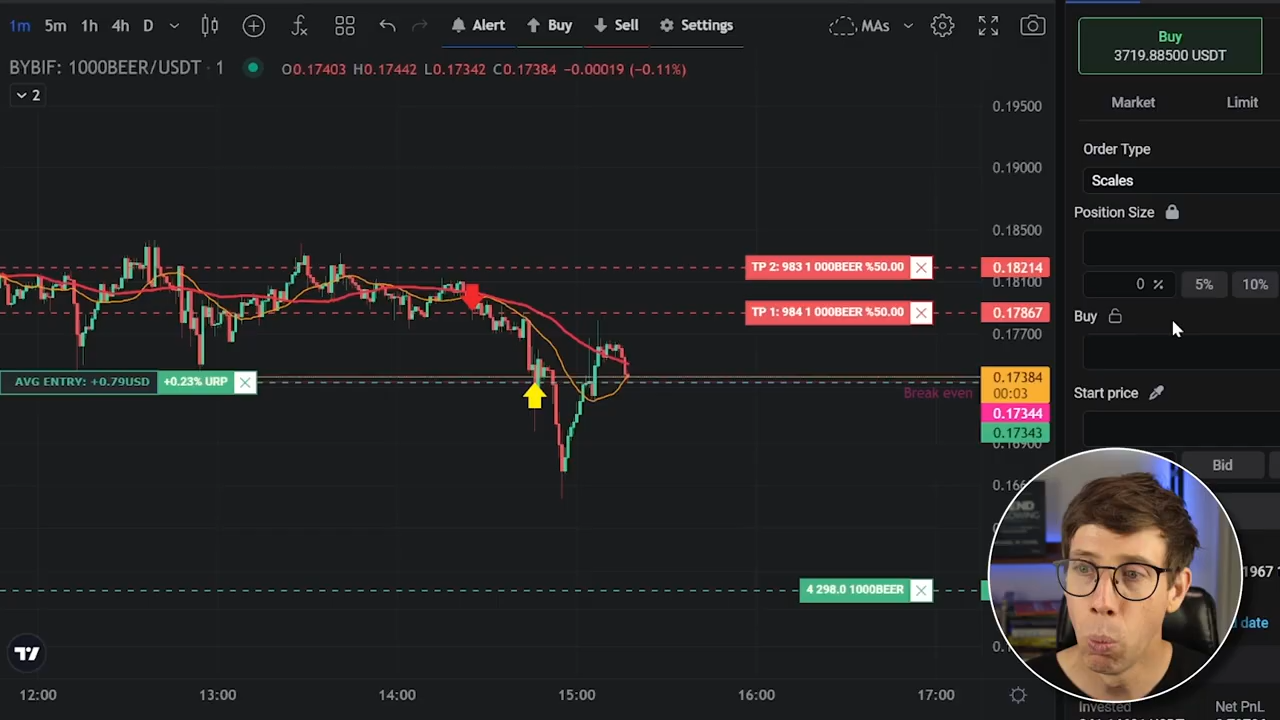 1m 5m 1h 4h D Alert Buy Sell Settings MAs
BYBIF: 1000BEER/USDT · 1 O0.17403 H0.17442 L0.17342 C0.17384 −0.00019 (−0.11%)
2
Buy
3719.88500 USDT
Market Limit
Order Type
Scales
Position Size
0 % 5% 10%
Buy
Start price
Bid
0.19500
0.19000
0.18500
TP 2: 983 1 000BEER %50.00 0.18214
0.18100
TP 1: 984 1 000BEER %50.00 0.17867
0.17700
AVG ENTRY: +0.79USD +0.23% URP
0.17384
00:03
Break even
0.17344
0.17343
4 298.0 1000BEER
1967
date
Invested Net PnL
12:00 13:00 14:00 15:00 16:00 17:00